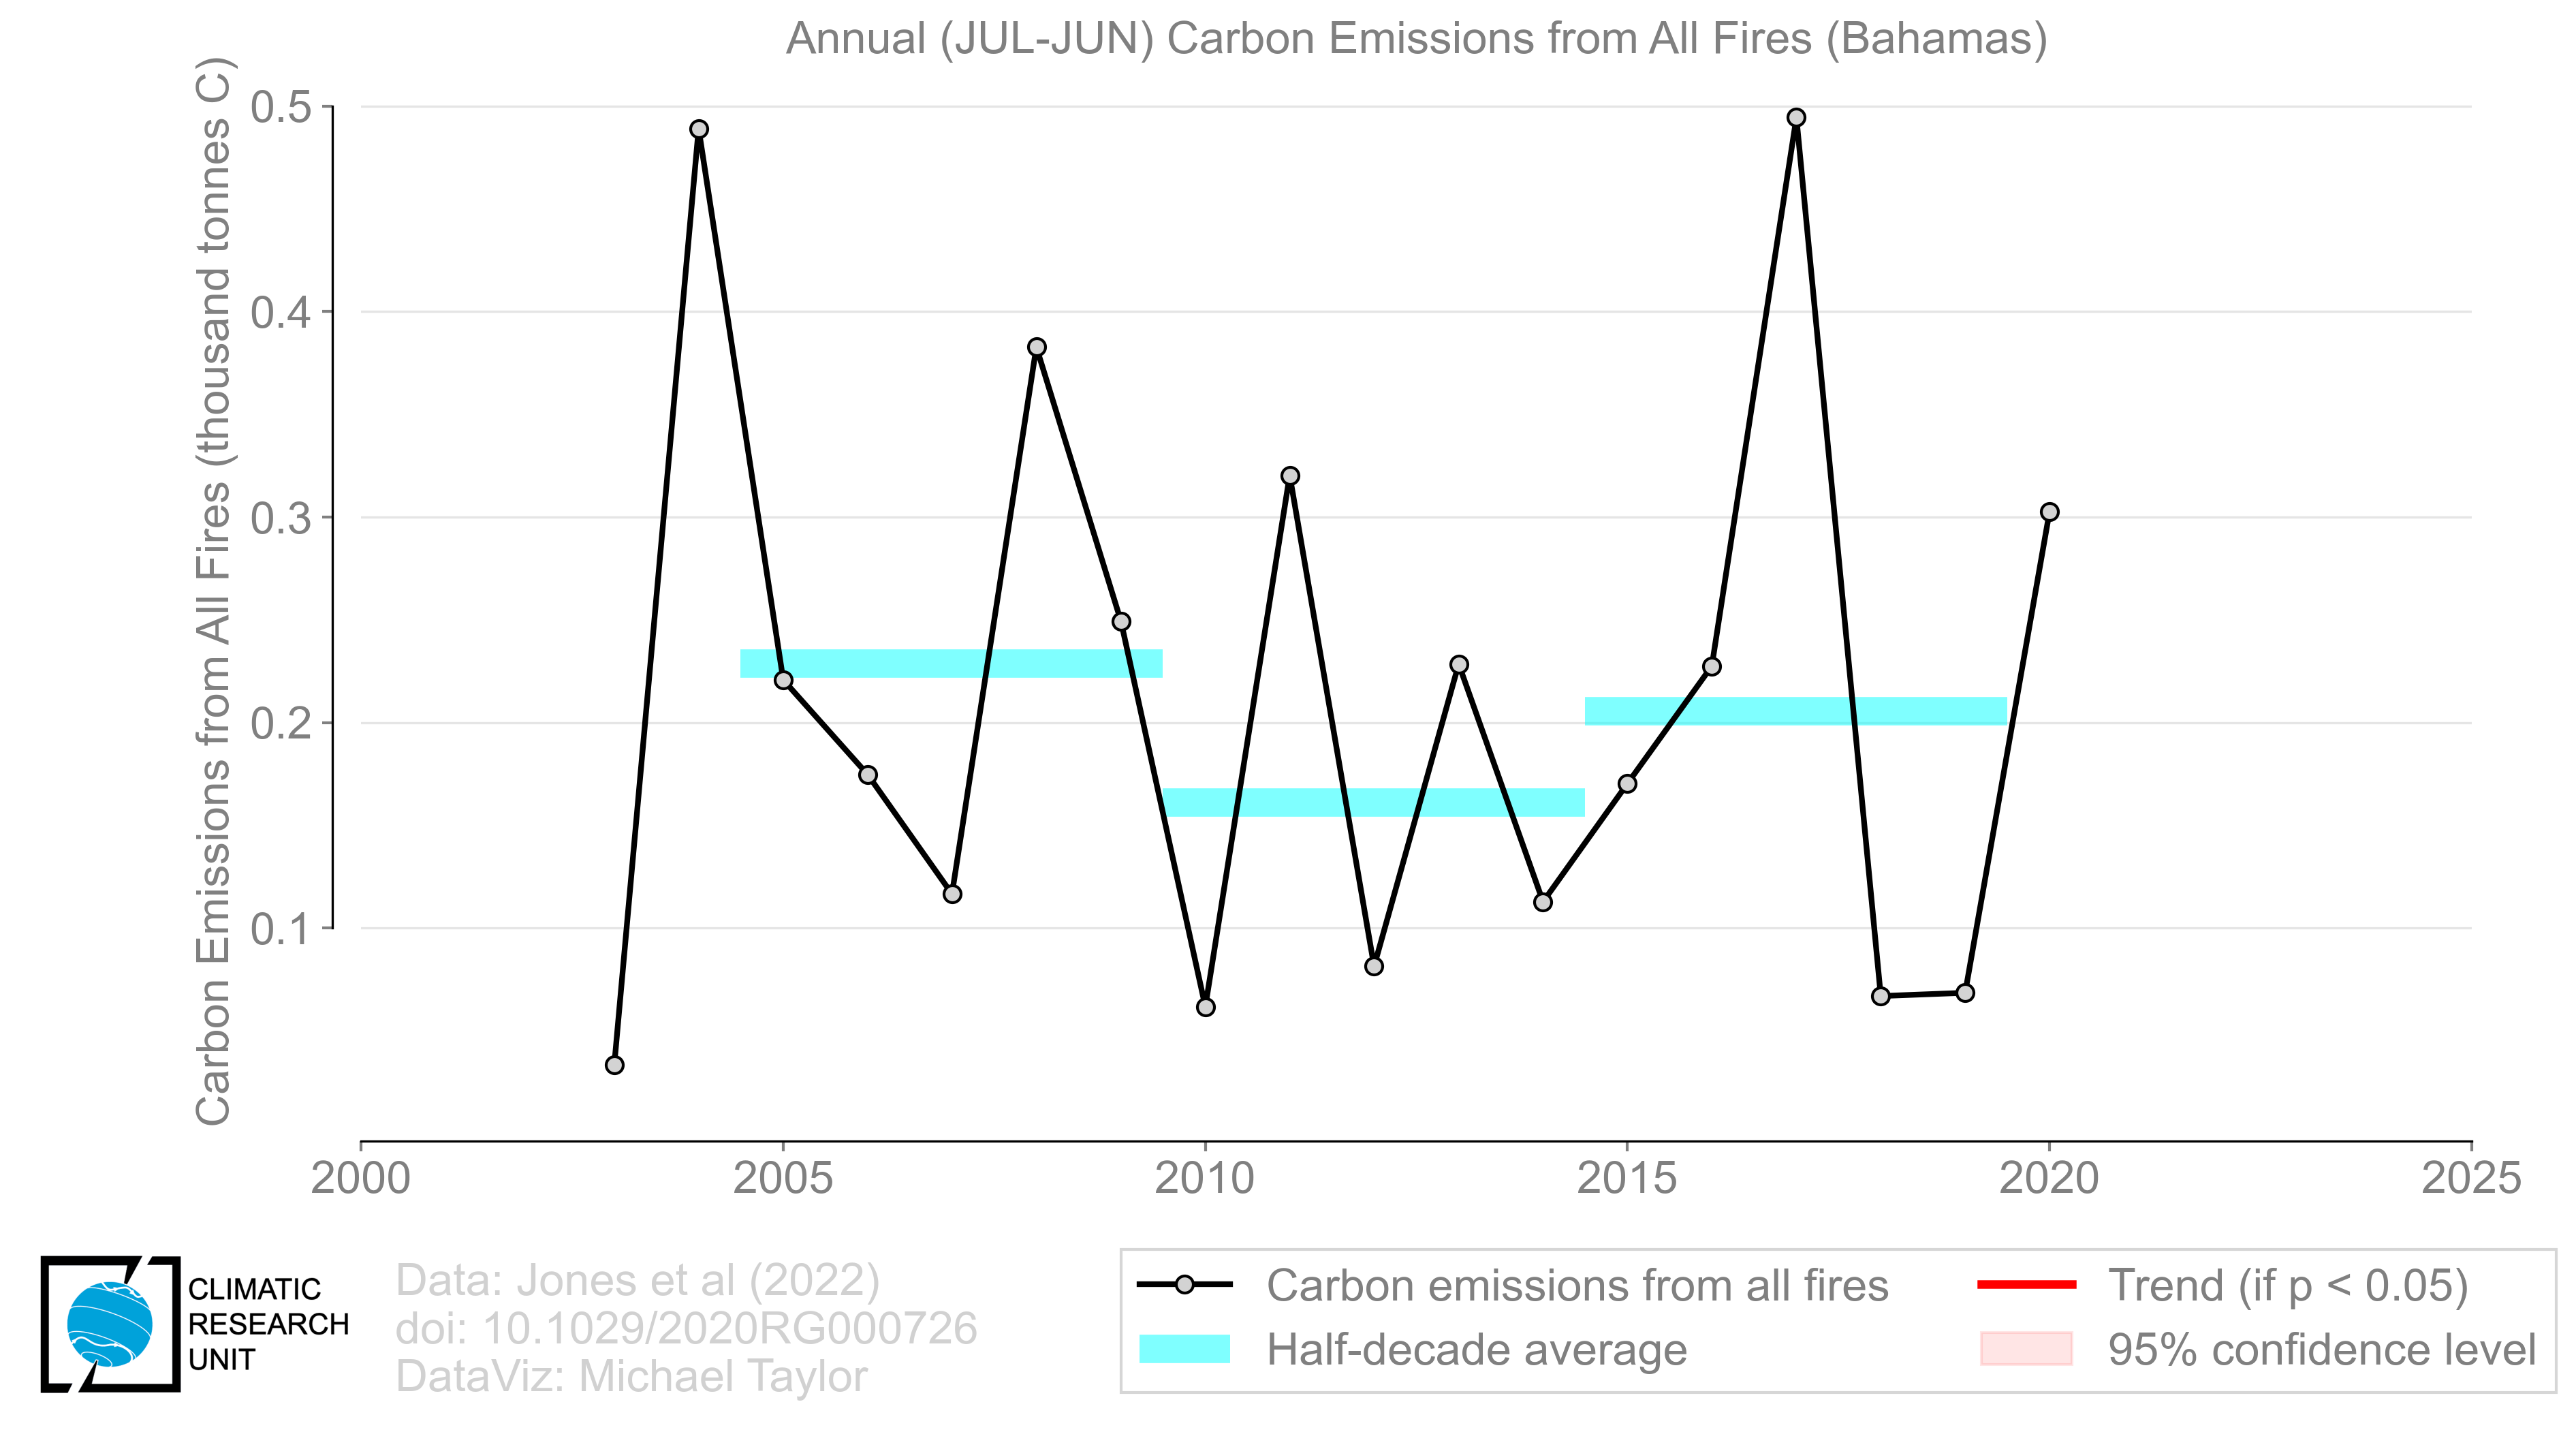 Annual (JUL-JUN) Carbon Emissions from All Fires (Bahamas)
Carbon Emissions from All Fires (thousand tonnes C)
0.5
0.4
0.3
0.2
0.1
2000 2005 2010 2015 2020 2025
CLIMATIC
RESEARCH
UNIT
Data: Jones et al (2022)
doi: 10.1029/2020RG000726
DataViz: Michael Taylor
Carbon emissions from all fires
Half-decade average
Trend (if p < 0.05)
95% confidence level